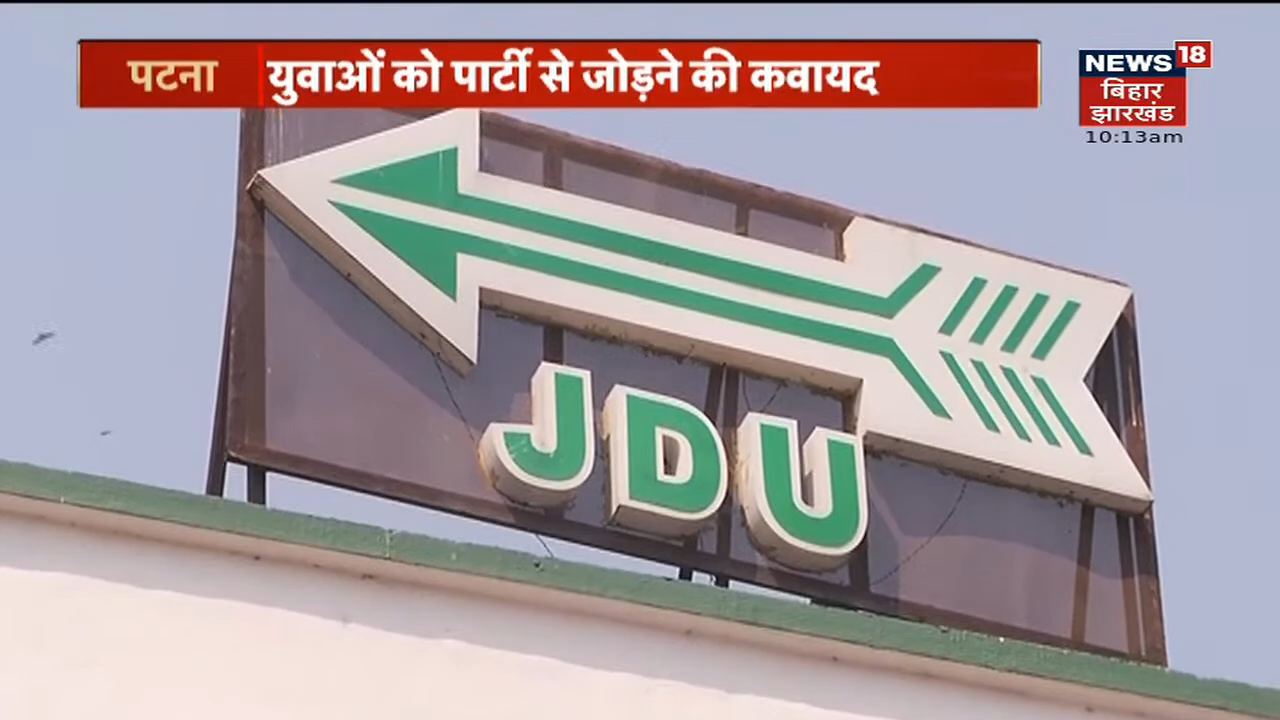 पटना युवाओं को पार्टी से जोड़ने की कवायद
NEWS 18
बिहार
झारखंड
10:13am
JDU